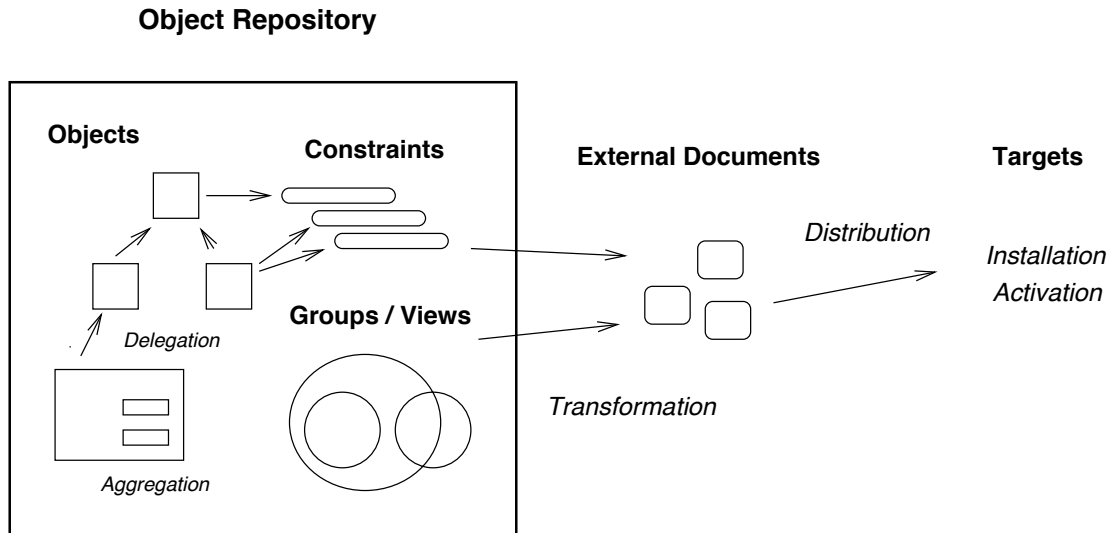 Object Repository
Objects
Constraints
External Documents
Targets
Distribution
Installation
Activation
Groups / Views
Delegation
Transformation
Aggregation